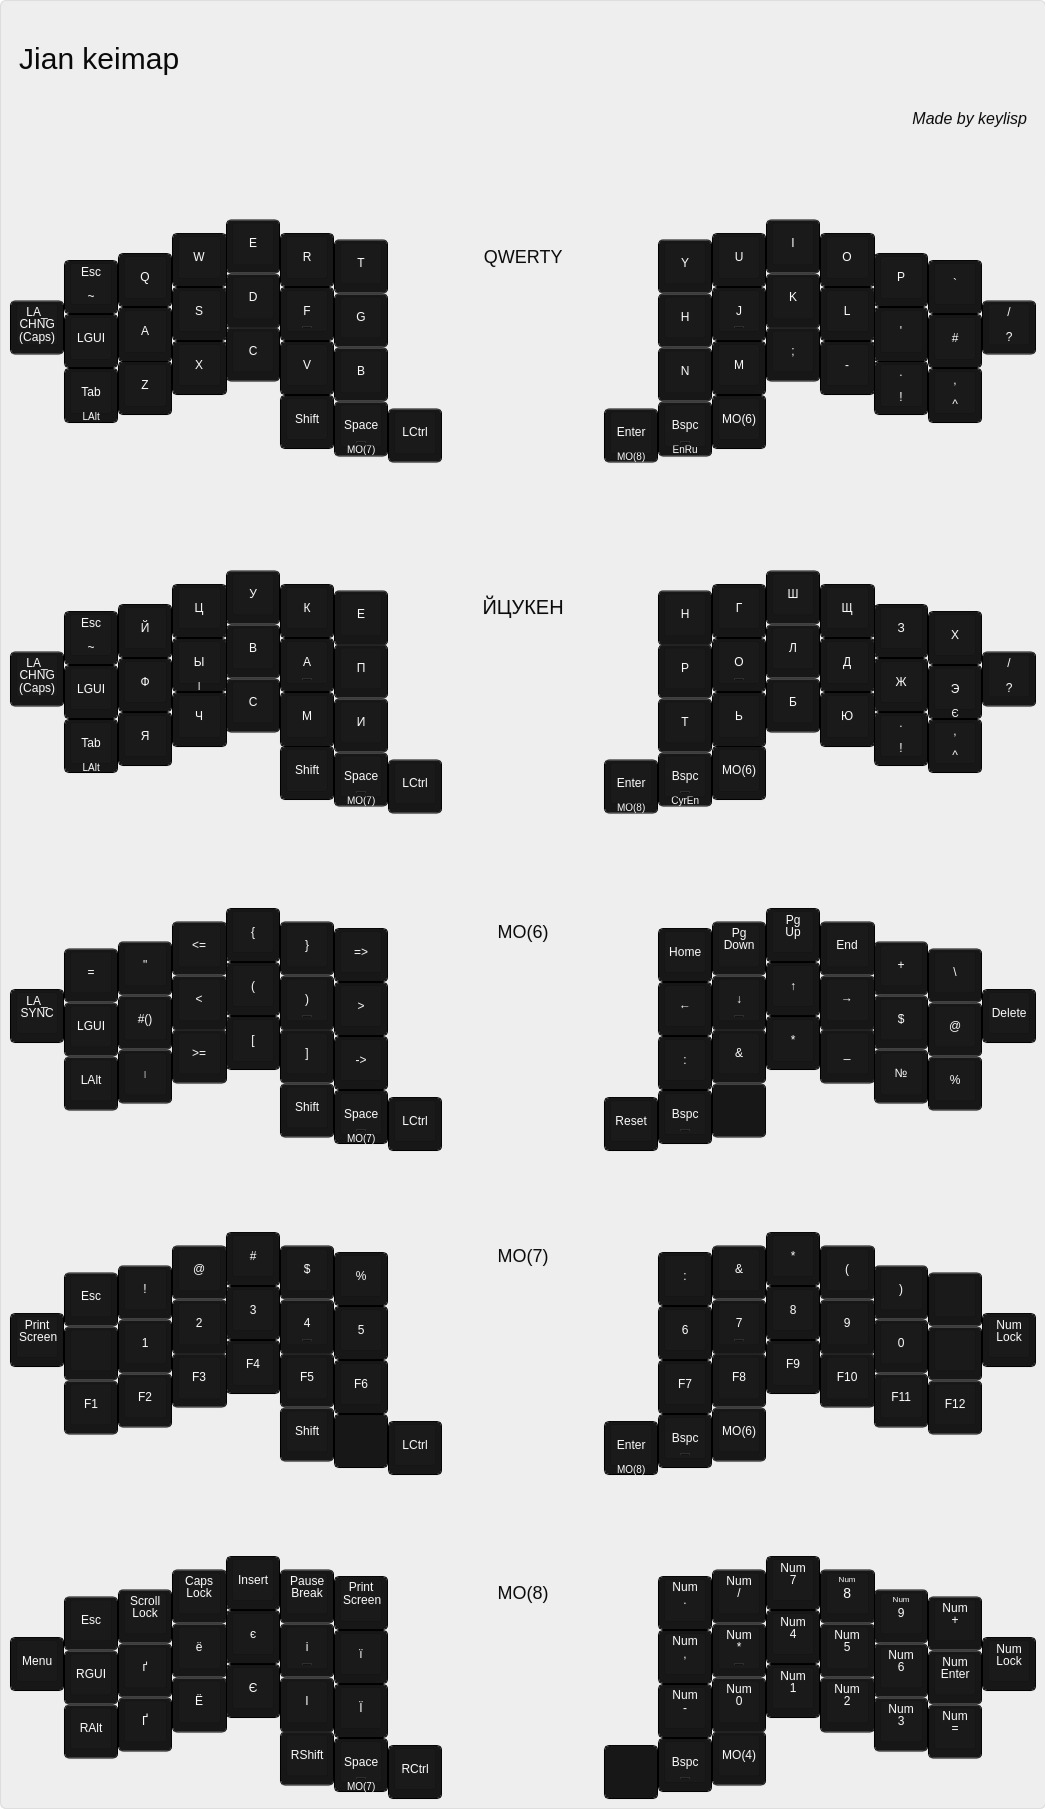 Jian keimap
Made by keylisp
QWERTY
E
I
W
R
U
O
Q
T
Y
P
Esc
~
`
LA_
CHNG
(Caps)
LGUI
A
S
D
F
G
H
J
K
L
'
#
/
?
Tab
LAlt
Z
X
C
V
B
N
M
;
-
.
!
,
^
Shift
Space
MO(7)
LCtrl
Enter
MO(8)
Bspc
EnRu
MO(6)
ЙЦУКЕН
Esc
~
Й
Ц
У
К
Е
Н
Г
Ш
Щ
З
Х
LA_
CHNG
(Caps)
LGUI
Ф
Ы
|
В
А
П
Р
О
Л
Д
Ж
Э
Є
/
?
Tab
LAlt
Я
Ч
С
М
И
Т
Ь
Б
Ю
.
!
,
^
Shift
Space
MO(7)
LCtrl
Enter
MO(8)
Bspc
CyrEn
MO(6)
MO(6)
=
"
<=
{
}
=>
Home
Pg
Down
Pg
Up
End
+
\
LA_
SYNC
LGUI
#()
<
(
)
>
←
↓
↑
→
$
@
Delete
LAlt
|
>=
[
]
->
:
&
*
_
№
%
Shift
Space
MO(7)
LCtrl
Reset
Bspc
MO(7)
Esc
!
@
#
$
%
:
&
*
(
)
Print
Screen
1
2
3
4
5
6
7
8
9
0
Num
Lock
F1
F2
F3
F4
F5
F6
F7
F8
F9
F10
F11
F12
Shift
LCtrl
Enter
MO(8)
Bspc
MO(6)
MO(8)
Esc
Scroll
Lock
Caps
Lock
Insert
Pause
Break
Print
Screen
Num
.
Num
/
Num
7
Num
8
Num
9
Num
+
Menu
RGUI
ґ
ё
є
і
ї
Num
,
Num
*
Num
4
Num
5
Num
6
Num
Enter
Num
Lock
RAlt
Ґ
Ё
Є
І
Ї
Num
-
Num
0
Num
1
Num
2
Num
3
Num
=
RShift
Space
MO(7)
RCtrl
Bspc
MO(4)